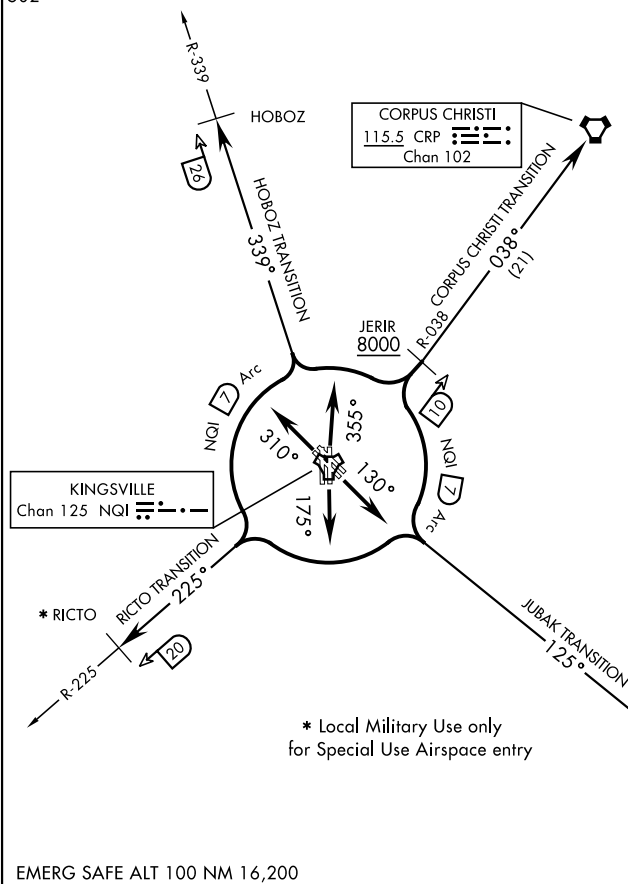 R-339
HOBOZ
26
CORPUS CHRISTI
115.5 CRP
Chan 102
HOBOZ TRANSITION
339°
CORPUS CHRISTI TRANSITION
038°
(21)
R-038
JERIR
8000
10
NQI 7 Arc
NQI 7 Arc
355°
310°
130°
175°
KINGSVILLE
Chan 125 NQI
RICTO TRANSITION
225°
* RICTO
20
R-225
JUBAK TRANSITION
125°
* Local Military Use only
for Special Use Airspace entry
EMERG SAFE ALT 100 NM 16,200